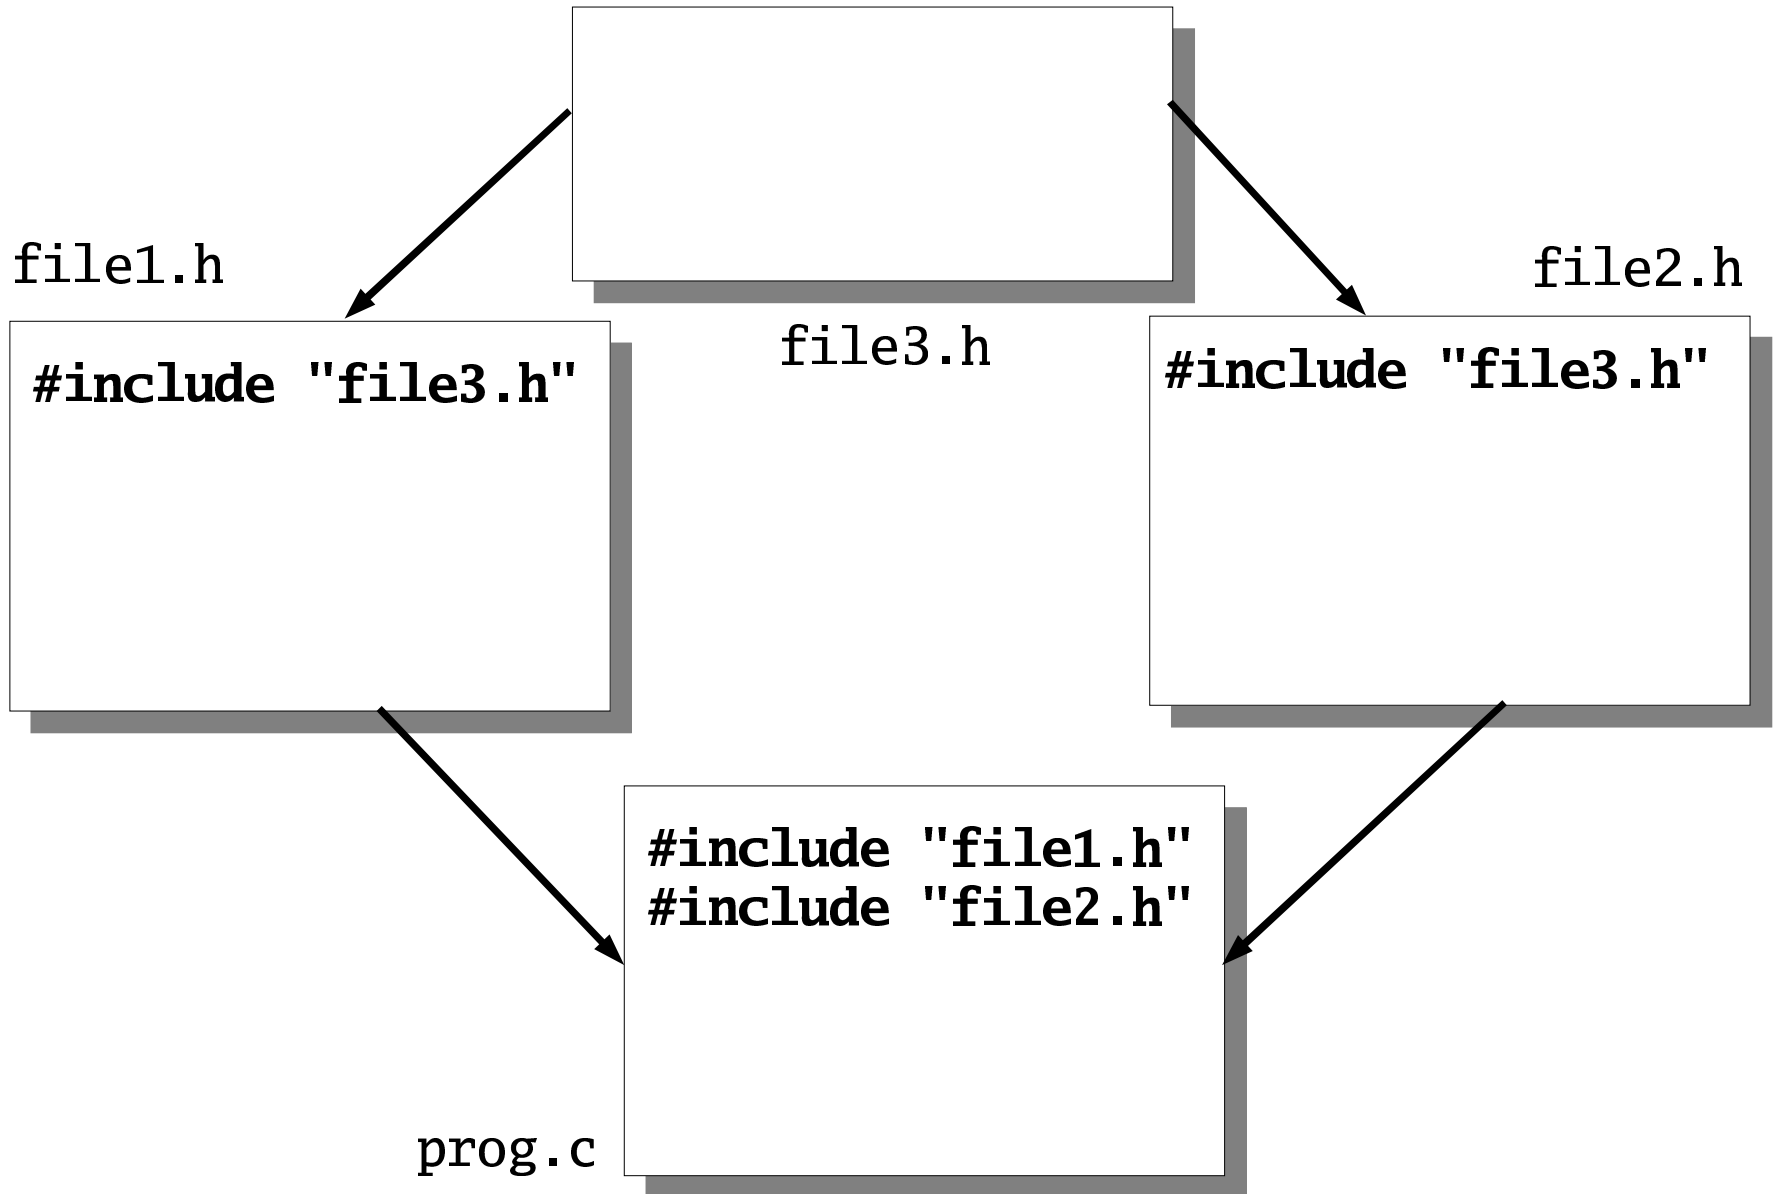 file1.h
file2.h
file3.h
#include "file3.h"
#include "file3.h"
#include "file1.h"
#include "file2.h"
prog.c